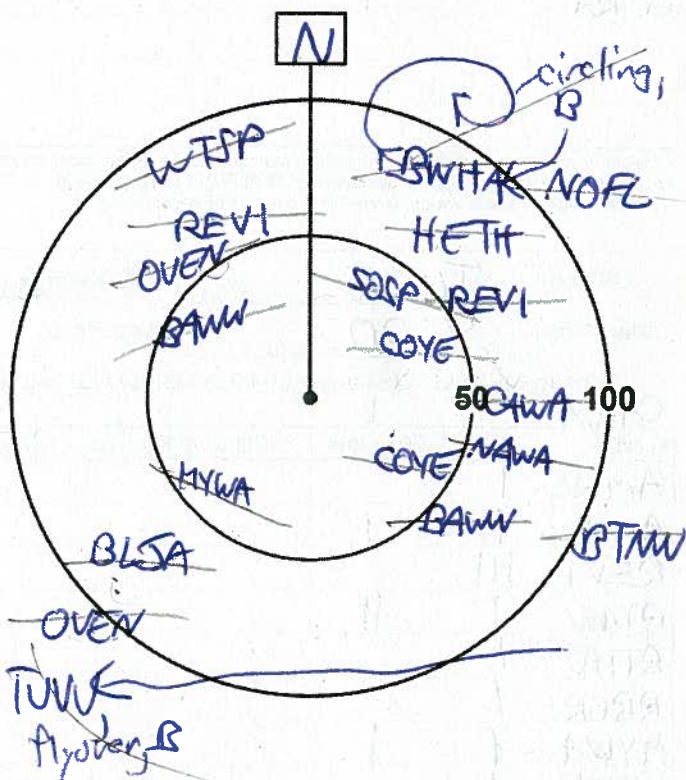 N
circling,
B
WTSP
BWHA
NOFL
REVI
HETH
OVEN
SOSP
REVI
BAWW
COYE
50
100
COYE
NAWA
MYWA
BAWW
BLJA
BTNW
OVEN
TUVU
flyover, B